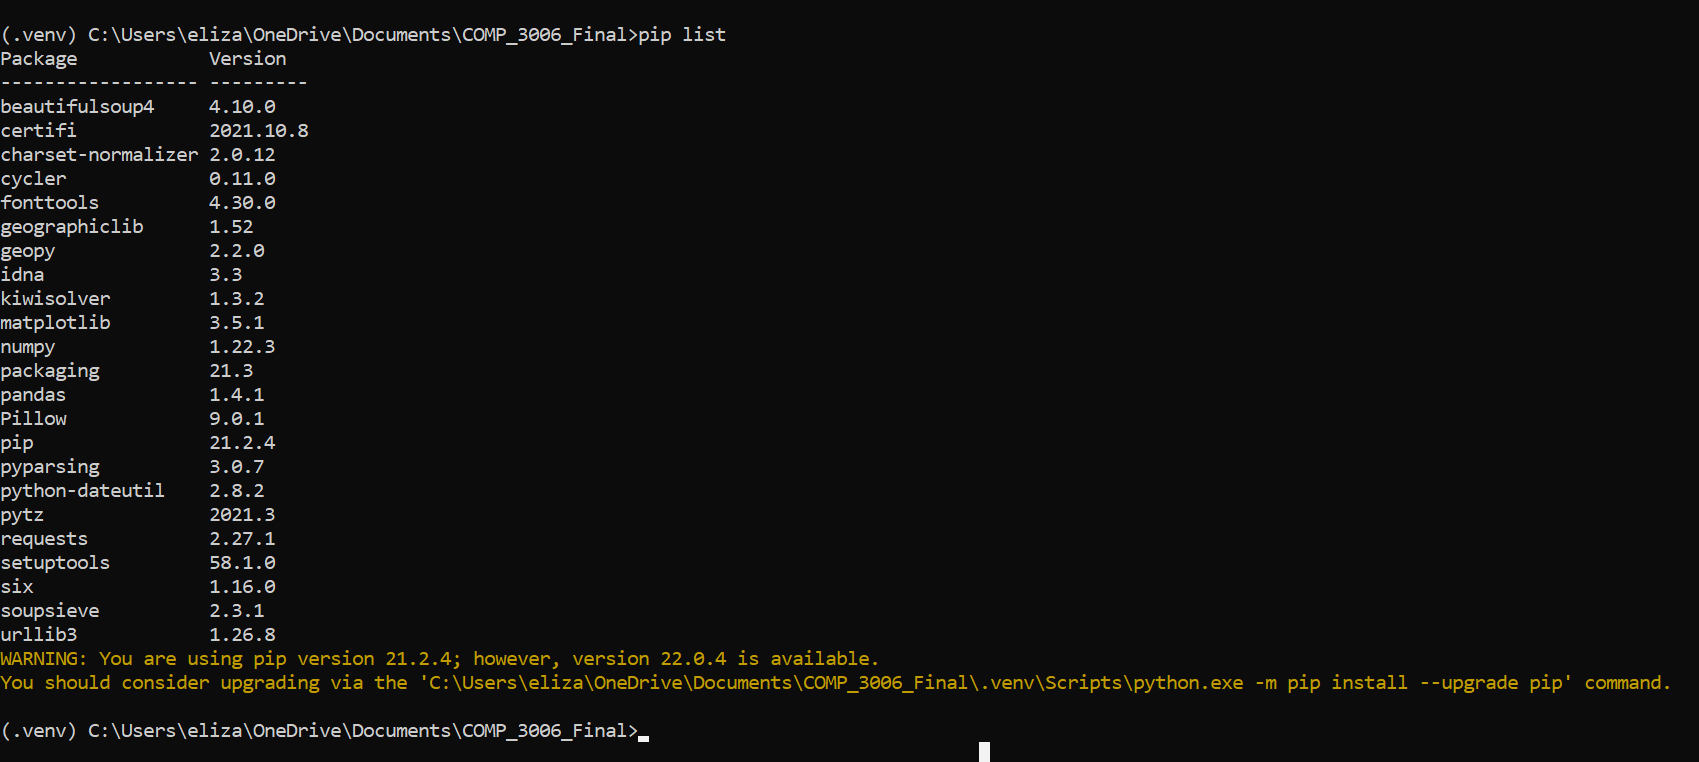 (.venv) C:\Users\eliza\OneDrive\Documents\COMP_3006_Final>pip list
Package            Version
------------------ ---------
beautifulsoup4     4.10.0
certifi            2021.10.8
charset-normalizer 2.0.12
cycler             0.11.0
fonttools          4.30.0
geographiclib      1.52
geopy              2.2.0
idna               3.3
kiwisolver         1.3.2
matplotlib         3.5.1
numpy              1.22.3
packaging          21.3
pandas             1.4.1
Pillow             9.0.1
pip                21.2.4
pyparsing          3.0.7
python-dateutil    2.8.2
pytz               2021.3
requests           2.27.1
setuptools         58.1.0
six                1.16.0
soupsieve          2.3.1
urllib3            1.26.8
WARNING: You are using pip version 21.2.4; however, version 22.0.4 is available.
You should consider upgrading via the 'C:\Users\eliza\OneDrive\Documents\COMP_3006_Final\.venv\Scripts\python.exe -m pip install --upgrade pip' command.
(.venv) C:\Users\eliza\OneDrive\Documents\COMP_3006_Final>